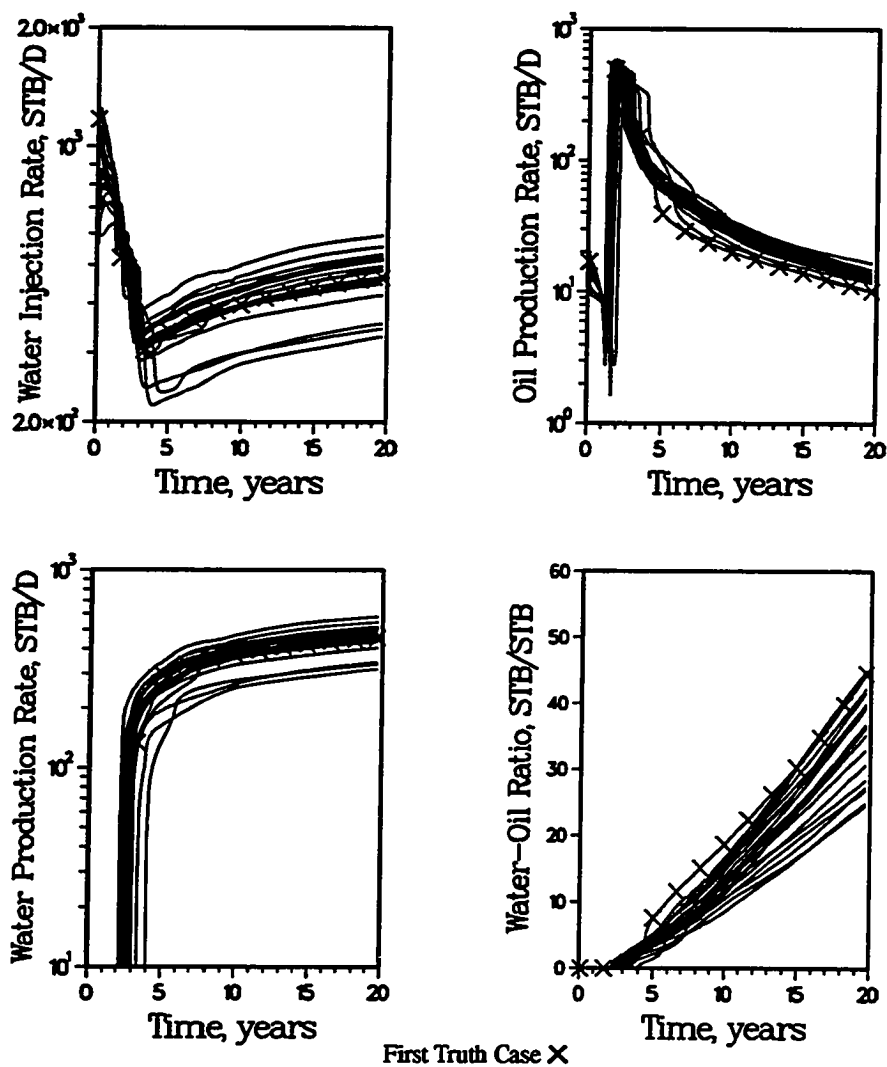 2.0×10³
10³
2.0×10²
Water Injection Rate, STB/D
0 5 10 15 20
Time, years
10³
10²
10¹
10⁰
Oil Production Rate, STB/D
0 5 10 15 20
Time, years
10³
10²
10¹
Water Production Rate, STB/D
0 5 10 15 20
Time, years
60
50
40
30
20
10
0
Water-Oil Ratio, STB/STB
0 5 10 15 20
Time, years
First Truth Case ×